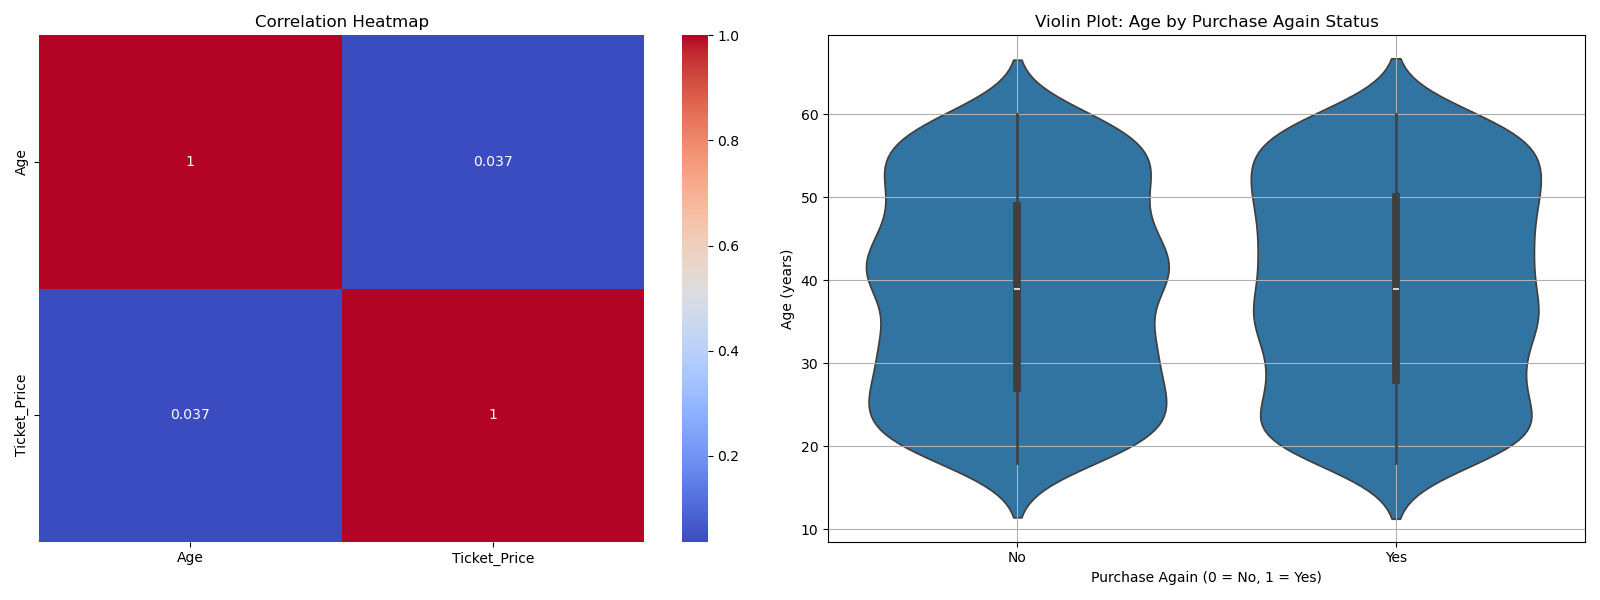 Correlation Heatmap
Age
Ticket_Price
1
0.037
0.037
1
Age
Ticket_Price
1.0
0.8
0.6
0.4
0.2
Violin Plot: Age by Purchase Again Status
Age (years)
60
50
40
30
20
10
No
Yes
Purchase Again (0 = No, 1 = Yes)